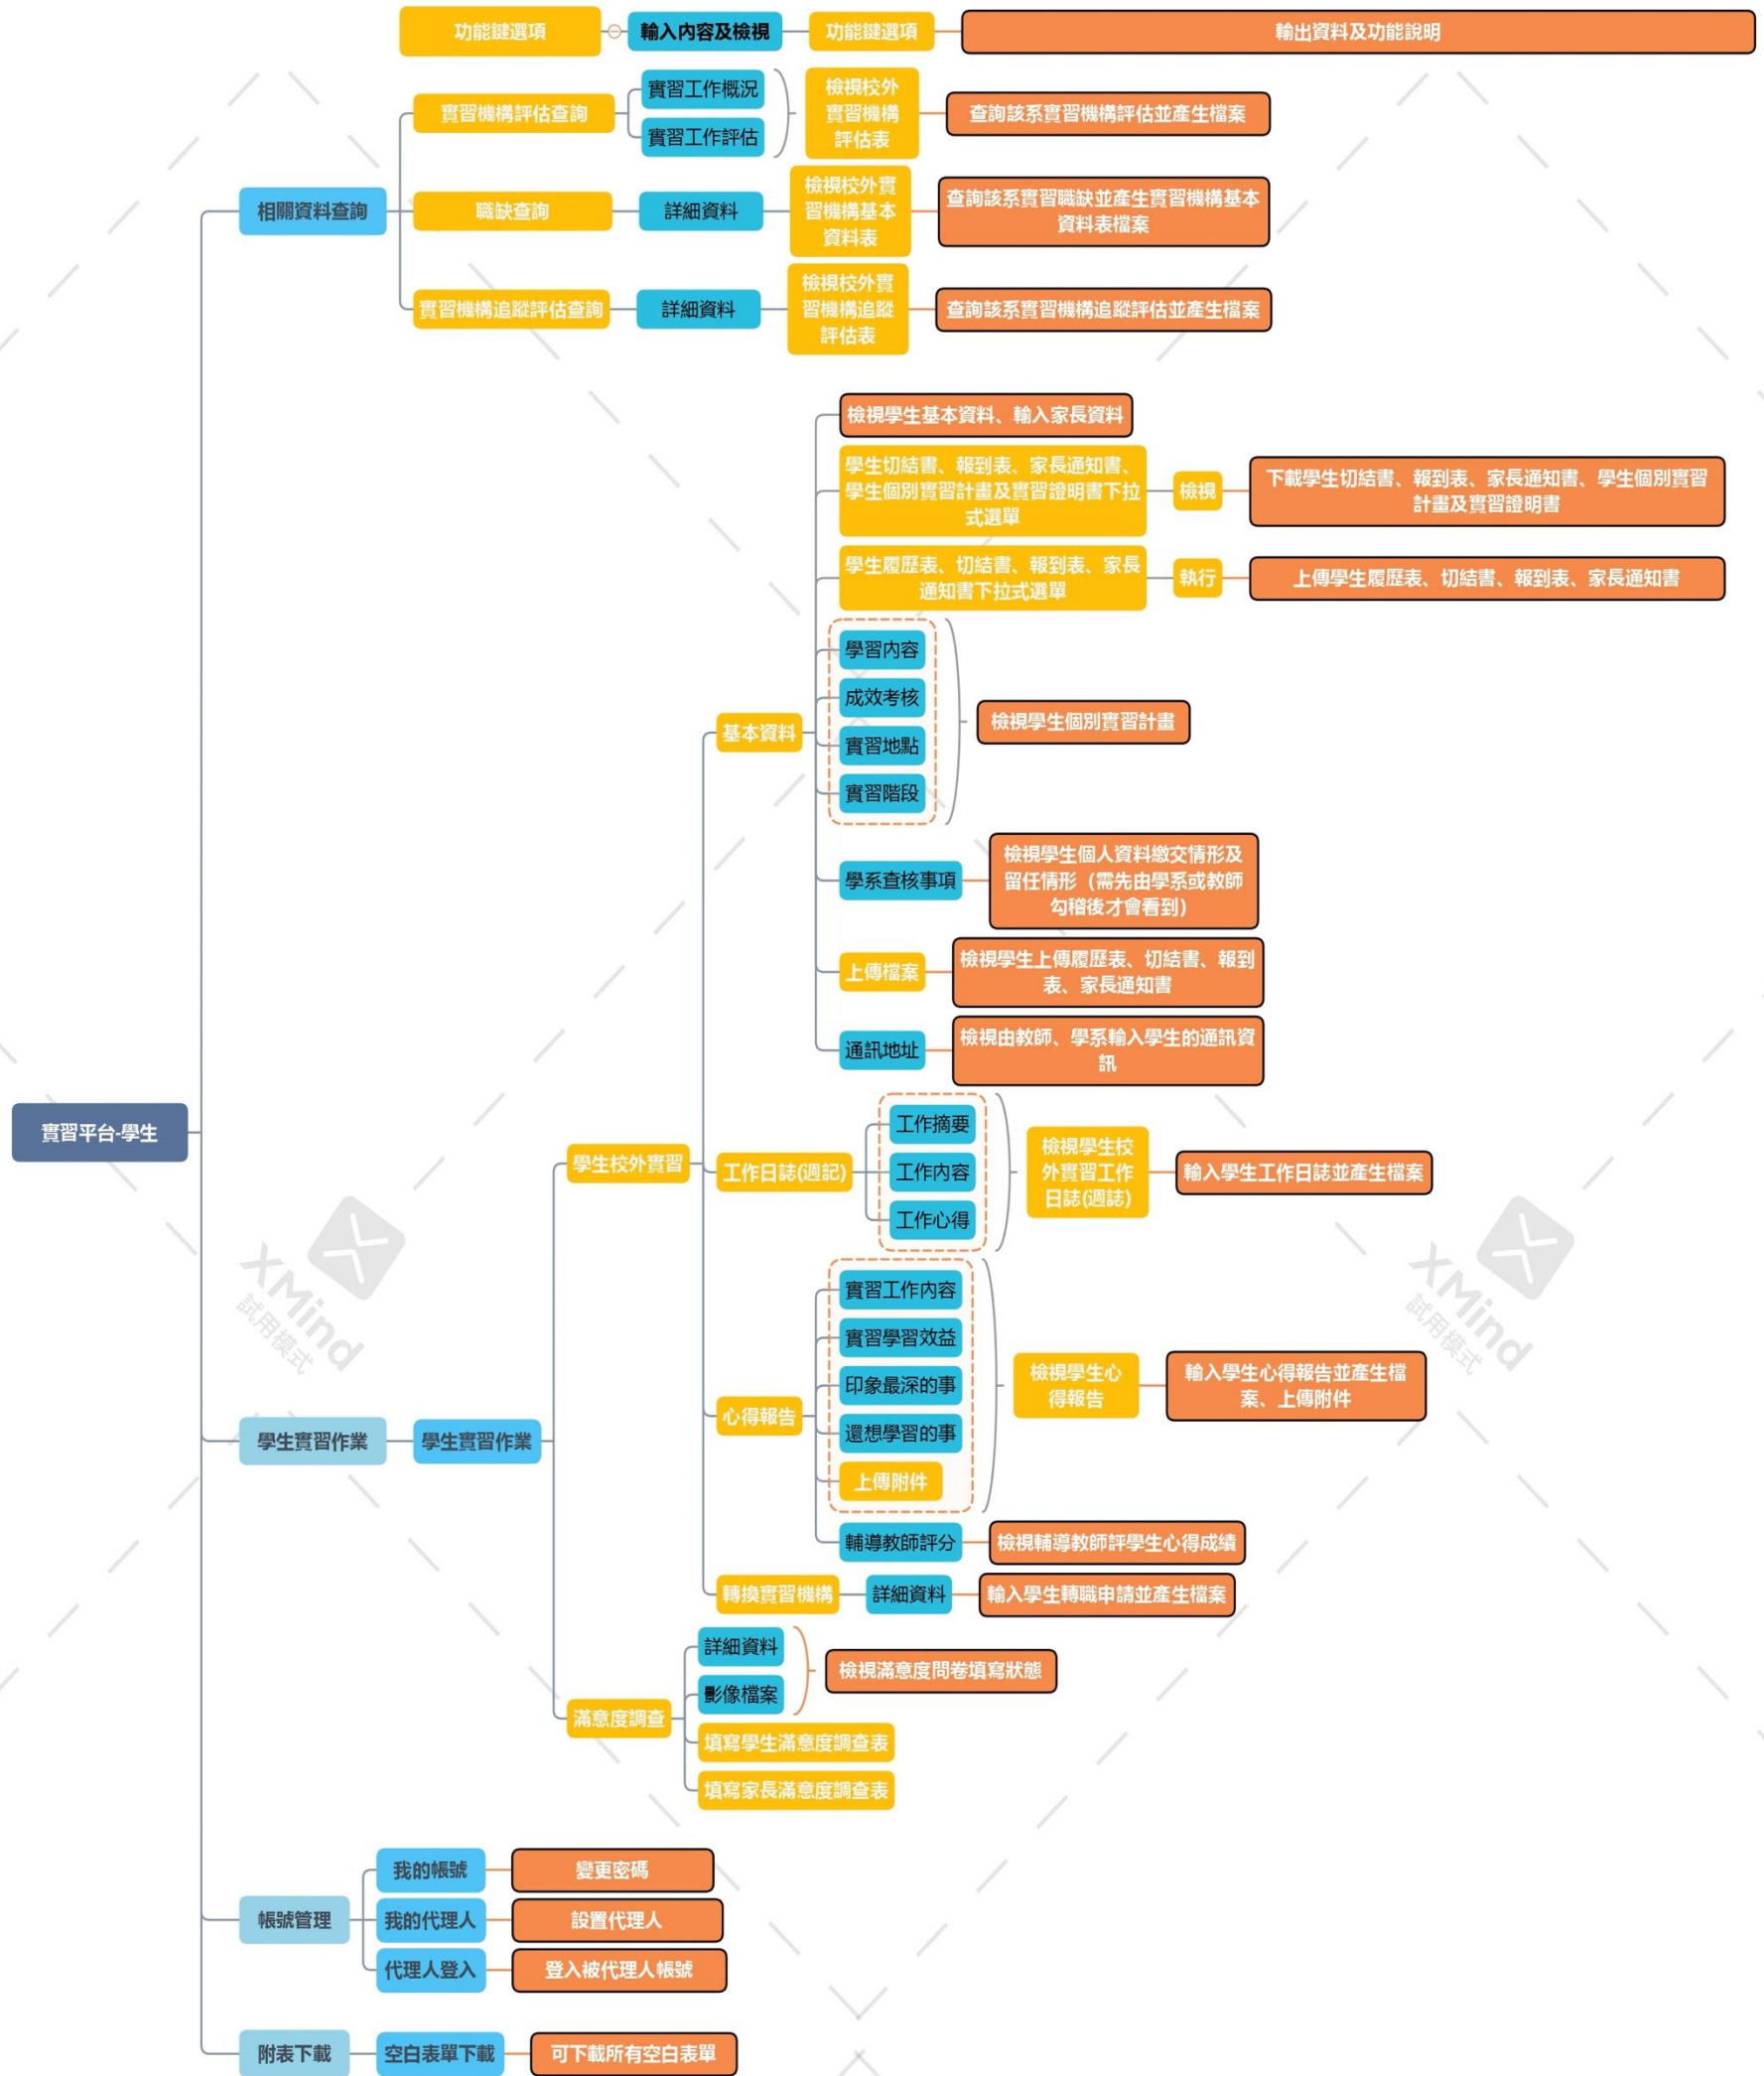 功能鍵選項
輸入內容及檢視
功能鍵選項
輸出資料及功能說明
實習平台-學生
相關資料查詢
實習機構評估查詢
實習工作概況
實習工作評估
檢視校外
實習機構
評估表
查詢該系實習機構評估並產生檔案
職缺查詢
詳細資料
檢視校外實
習機構基本
資料表
查詢該系實習職缺並產生實習機構基本
資料表檔案
實習機構追蹤評估查詢
詳細資料
檢視校外實
習機構追蹤
評估表
查詢該系實習機構追蹤評估並產生檔案
學生實習作業
學生實習作業
學生校外實習
基本資料
檢視學生基本資料、輸入家長資料
學生切結書、報到表、家長通知書、
學生個別實習計畫及實習證明書下拉
式選單
檢視
下載學生切結書、報到表、家長通知書、學生個別實習
計畫及實習證明書
學生履歷表、切結書、報到表、家長
通知書下拉式選單
執行
上傳學生履歷表、切結書、報到表、家長通知書
學習內容
成效考核
實習地點
實習階段
檢視學生個別實習計畫
學系查核事項
檢視學生個人資料繳交情形及
留任情形（需先由學系或教師
勾稽後才會看到）
上傳檔案
檢視學生上傳履歷表、切結書、報到
表、家長通知書
通訊地址
檢視由教師、學系輸入學生的通訊資
訊
工作日誌(週記)
工作摘要
工作內容
工作心得
檢視學生校
外實習工作
日誌(週誌)
輸入學生工作日誌並產生檔案
心得報告
實習工作內容
實習學習效益
印象最深的事
還想學習的事
上傳附件
檢視學生心
得報告
輸入學生心得報告並產生檔
案、上傳附件
輔導教師評分
檢視輔導教師評學生心得成績
轉換實習機構
詳細資料
輸入學生轉職申請並產生檔案
滿意度調查
詳細資料
影像檔案
檢視滿意度問卷填寫狀態
填寫學生滿意度調查表
填寫家長滿意度調查表
帳號管理
我的帳號
變更密碼
我的代理人
設置代理人
代理人登入
登入被代理人帳號
附表下載
空白表單下載
可下載所有空白表單
XMind
試用模式
XMind
試用模式